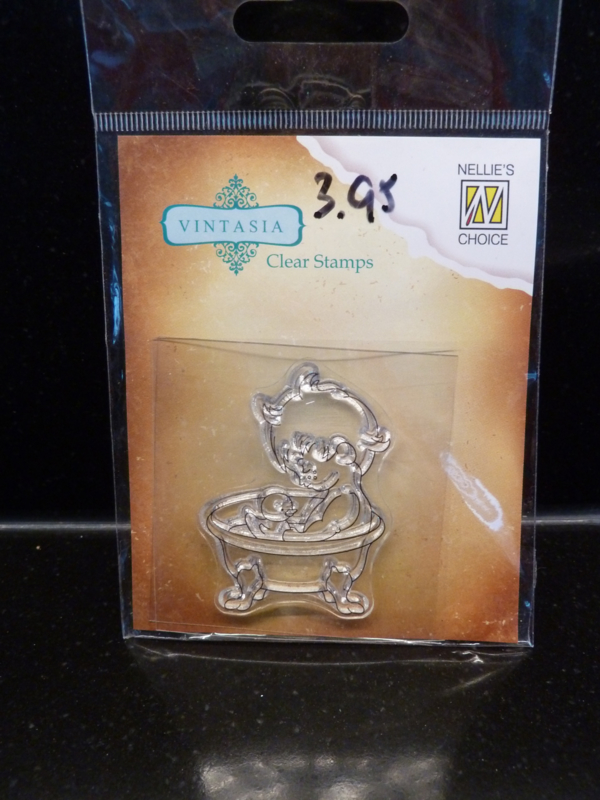 3.95
NELLIE'S
N
CHOICE
VINTASIA
Clear Stamps